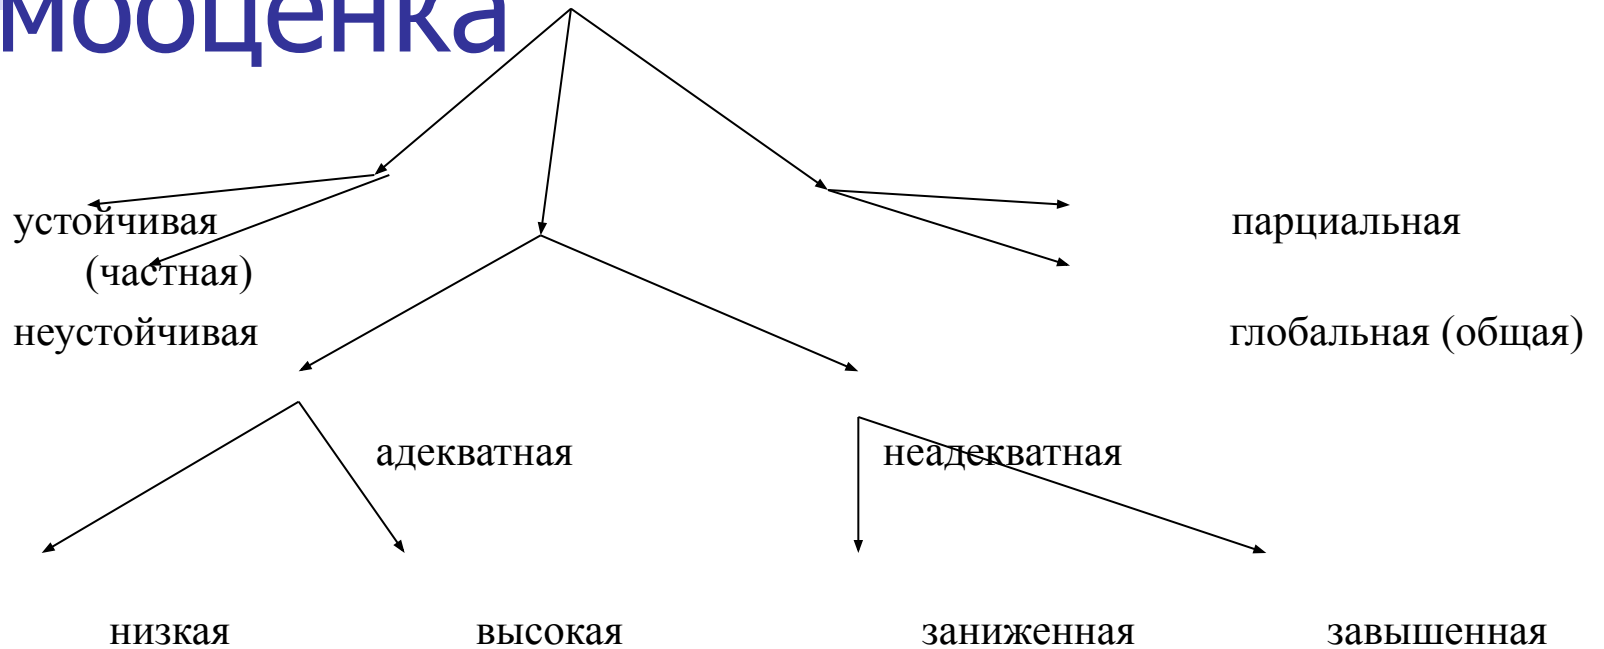 мооценка
устойчивая парциальная
(частная)
неустойчивая глобальная (общая)
адекватная неадекватная
низкая высокая заниженная завышенная